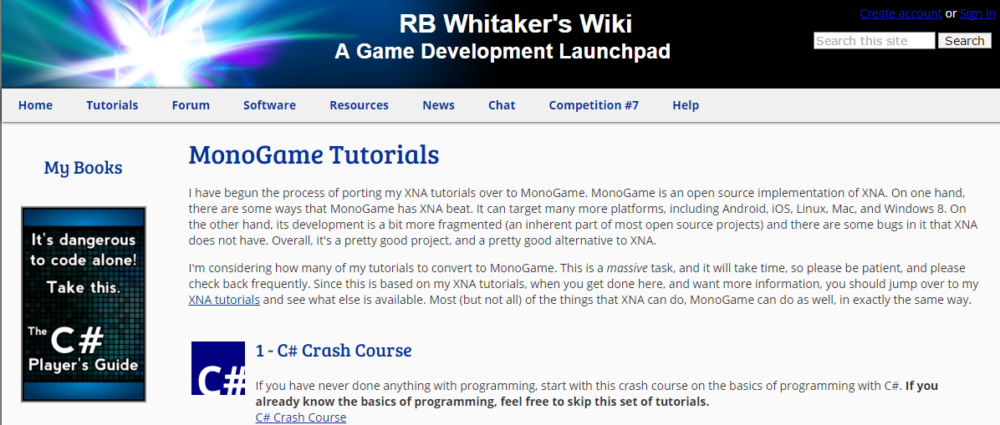 RB Whitaker's Wiki
A Game Development Launchpad
Create account or Sign in
Search this site Search
Home Tutorials Forum Software Resources News Chat Competition #7 Help
My Books
It's dangerous
to code alone!
Take this.
The C#
Player's Guide
MonoGame Tutorials
I have begun the process of porting my XNA tutorials over to MonoGame. MonoGame is an open source implementation of XNA. On one hand,
there are some ways that MonoGame has XNA beat. It can target many more platforms, including Android, iOS, Linux, Mac, and Windows 8. On
the other hand, its development is a bit more fragmented (an inherent part of most open source projects) and there are some bugs in it that XNA
does not have. Overall, it's a pretty good project, and a pretty good alternative to XNA.
I'm considering how many of my tutorials to convert to MonoGame. This is a massive task, and it will take time, so please be patient, and please
check back frequently. Since this is based on my XNA tutorials, when you get done here, and want more information, you should jump over to my
XNA tutorials and see what else is available. Most (but not all) of the things that XNA can do, MonoGame can do as well, in exactly the same way.
C#
1 - C# Crash Course
If you have never done anything with programming, start with this crash course on the basics of programming with C#. If you
already know the basics of programming, feel free to skip this set of tutorials.
C# Crash Course